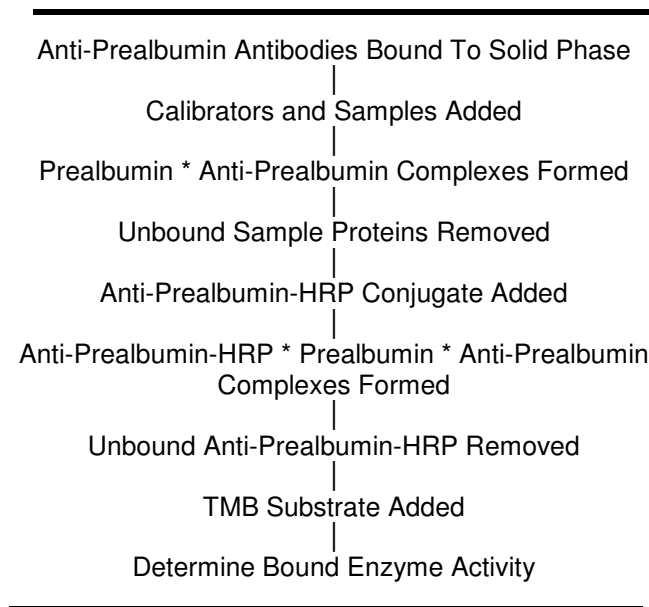 Anti-Prealbumin Antibodies Bound To Solid Phase
Calibrators and Samples Added
Prealbumin * Anti-Prealbumin Complexes Formed
Unbound Sample Proteins Removed
Anti-Prealbumin-HRP Conjugate Added
Anti-Prealbumin-HRP * Prealbumin * Anti-Prealbumin
Complexes Formed
Unbound Anti-Prealbumin-HRP Removed
TMB Substrate Added
Determine Bound Enzyme Activity